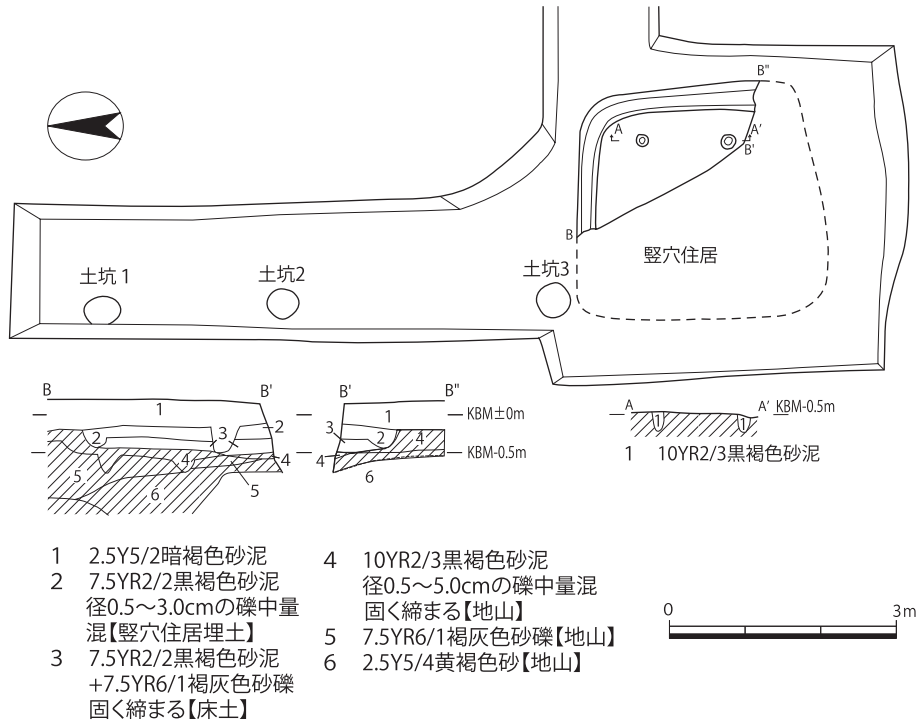 B"
A
A'
B'
B
竪穴住居
土坑 1
土坑2
土坑3
B
B'
B'
B"
1
2
3
2
4
4
5
6
5
KBM±0m
KBM-0.5m
1
3
2
4
4
6
A
A'
KBM-0.5m
1
1
1 10YR2/3黒褐色砂泥
1 2.5Y5/2暗褐色砂泥
2 7.5YR2/2黒褐色砂泥
径0.5～3.0cmの礫中量
混【竪穴住居埋土】
3 7.5YR2/2黒褐色砂泥
+7.5YR6/1褐灰色砂礫
固く締まる【床土】
4 10YR2/3黒褐色砂泥
径0.5～5.0cmの礫中量混
固く締まる【地山】
5 7.5YR6/1褐灰色砂礫【地山】
6 2.5Y5/4黄褐色砂【地山】
0
3m